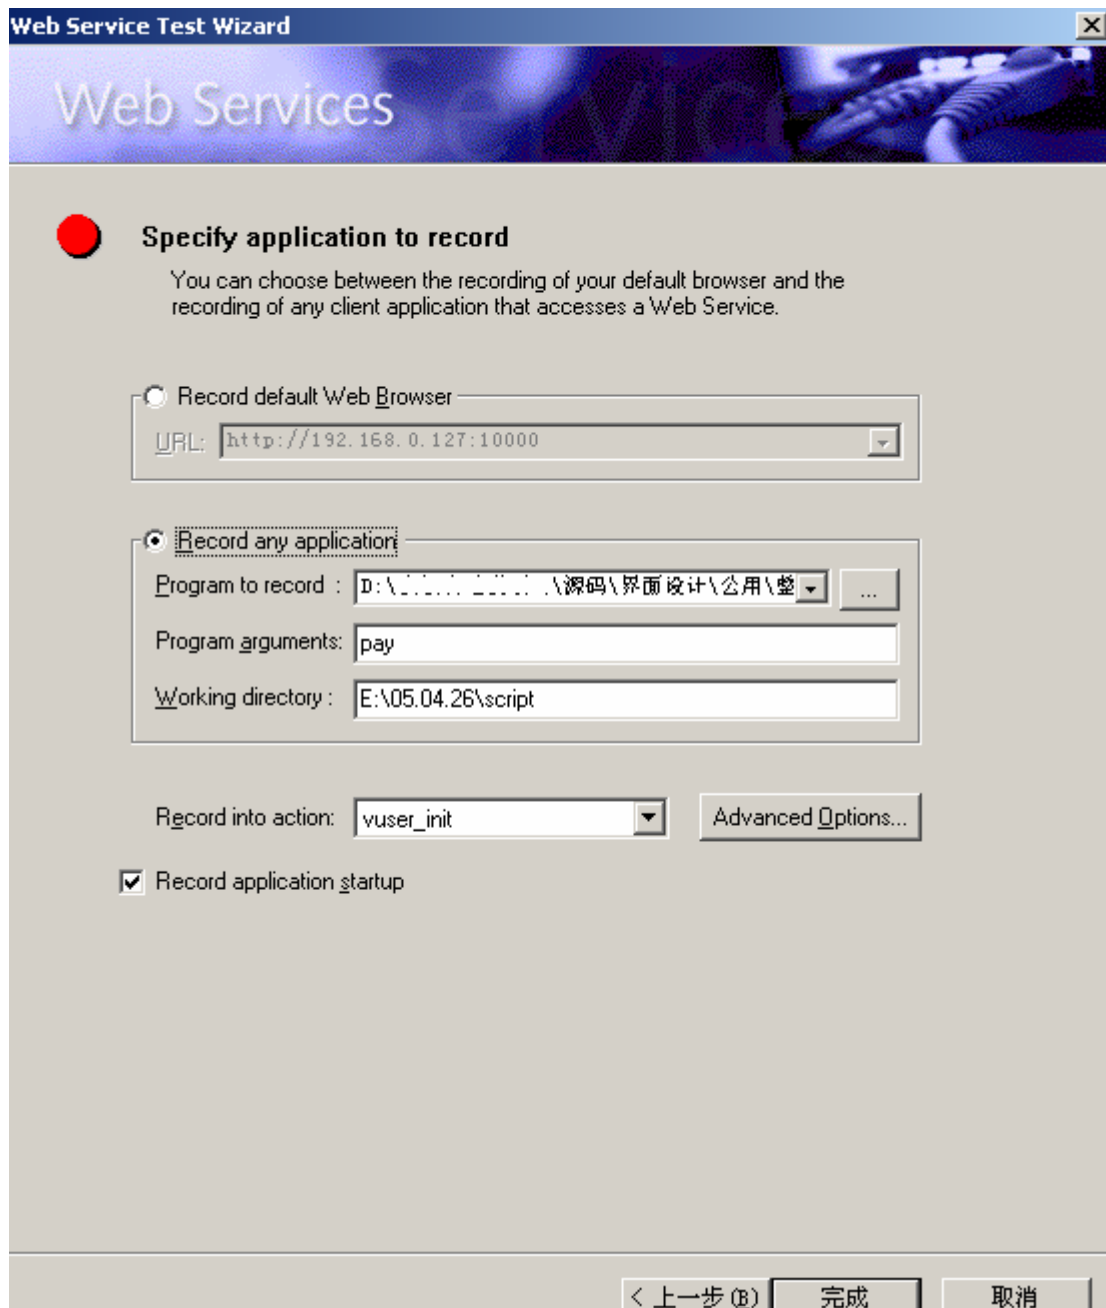 Web Service Test Wizard
Web Services
Specify application to record
You can choose between the recording of your default browser and the
recording of any client application that accesses a Web Service.
Record default Web Browser
URL: http://192.168.0.127:10000
Record any application
Program to record : D:\ \源码\界面设计\公用\整 ...
Program arguments: pay
Working directory : E:\05.04.26\script
Record into action: vuser_init Advanced Options...
Record application startup
< 上一步(B) 完成 取消